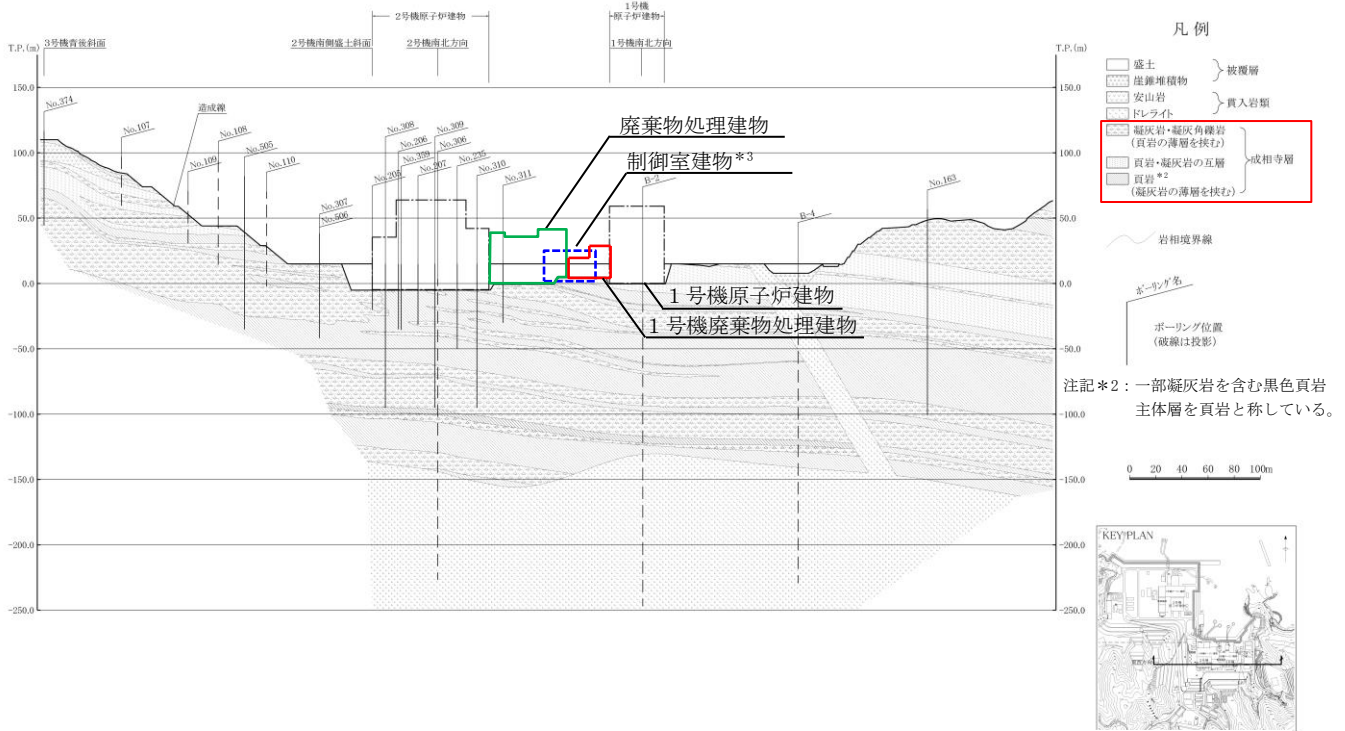 2号機原子炉建物
1号機
原子炉建物
T.P.(m)
3号機背後斜面
2号機南側盛土斜面
2号機南北方向
1号機南北方向
T.P.(m)
150.0
100.0
50.0
0.0
-50.0
-100.0
-150.0
-200.0
-250.0
150.0
100.0
50.0
0.0
-50.0
-100.0
-150.0
-200.0
-250.0
No.374
No.107
造成線
No.108
No.109
No.505
No.110
No.307
No.506
No.205
No.308
No.206
No.359
No.207
No.309
No.306
No.235
No.310
No.311
B-2
B-4
No.163
廃棄物処理建物
制御室建物*3
1号機原子炉建物
1号機廃棄物処理建物
凡例
盛土
崖錐堆積物
被覆層
安山岩
ドレライト
貫入岩類
凝灰岩・凝灰角礫岩
(頁岩の薄層を挟む)
頁岩・凝灰岩の互層
頁岩*2
(凝灰岩の薄層を挟む)
成相寺層
岩相境界線
ボーリング名
ボーリング位置
(破線は投影)
注記*2:一部凝灰岩を含む黒色頁岩
主体層を頁岩と称している。
0 20 40 60 80 100m
KEY PLAN